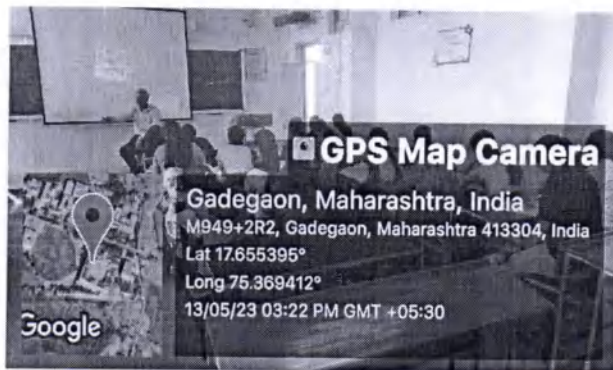 GPS Map Camera
Gadegaon, Maharashtra, India
M949+2R2, Gadegaon, Maharashtra 413304, India
Lat 17.655395°
Long 75.369412°
13/05/23 03:22 PM GMT +05:30
Google